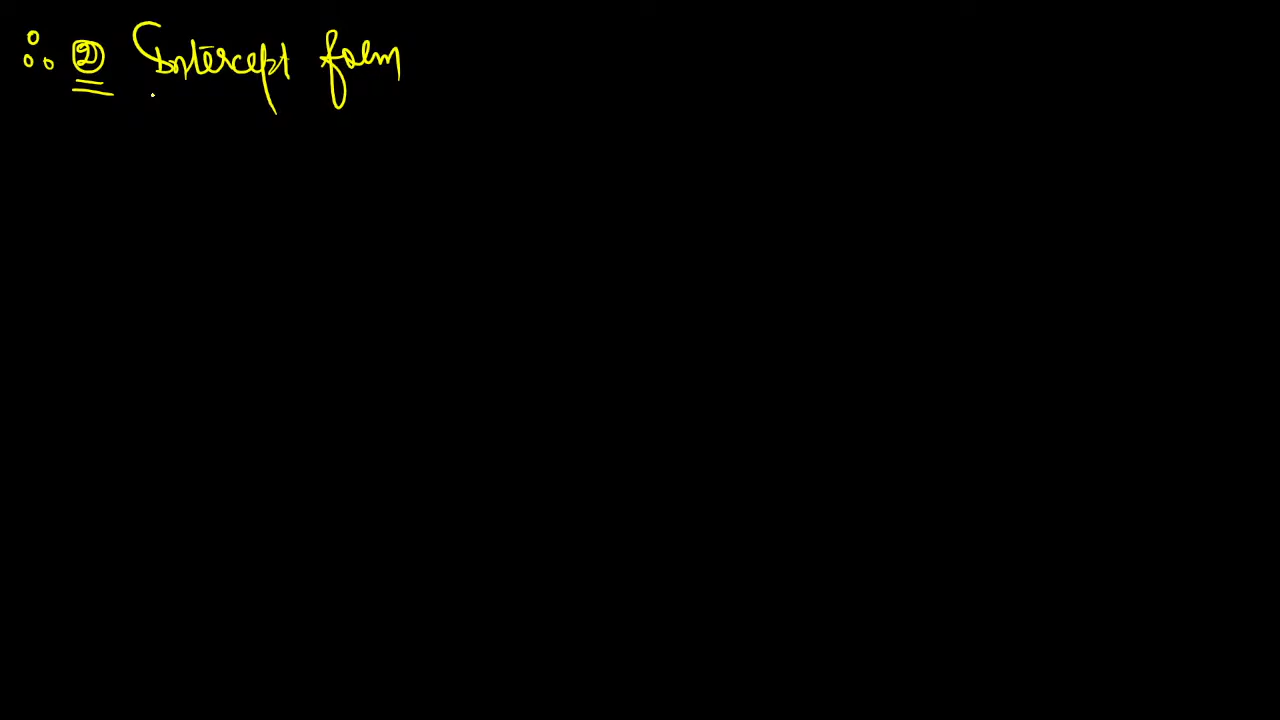 ∴ ② Intercept form